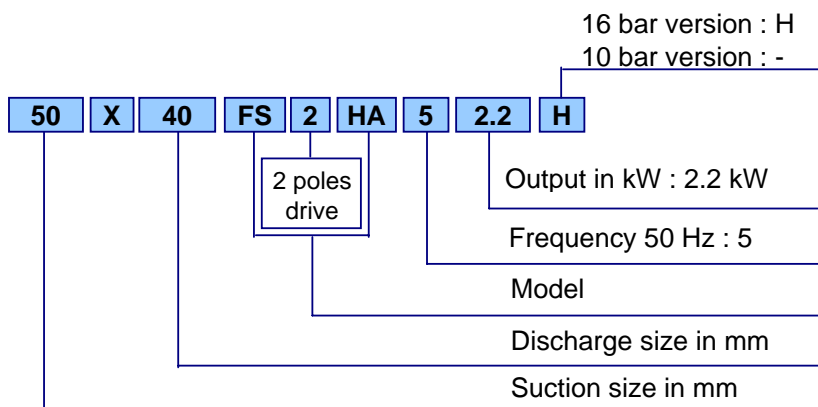 16 bar version : H
10 bar version : -
50 X 40 FS 2 HA 5 2.2 H
2 poles
drive
Output in kW : 2.2 kW
Frequency 50 Hz : 5
Model
Discharge size in mm
Suction size in mm